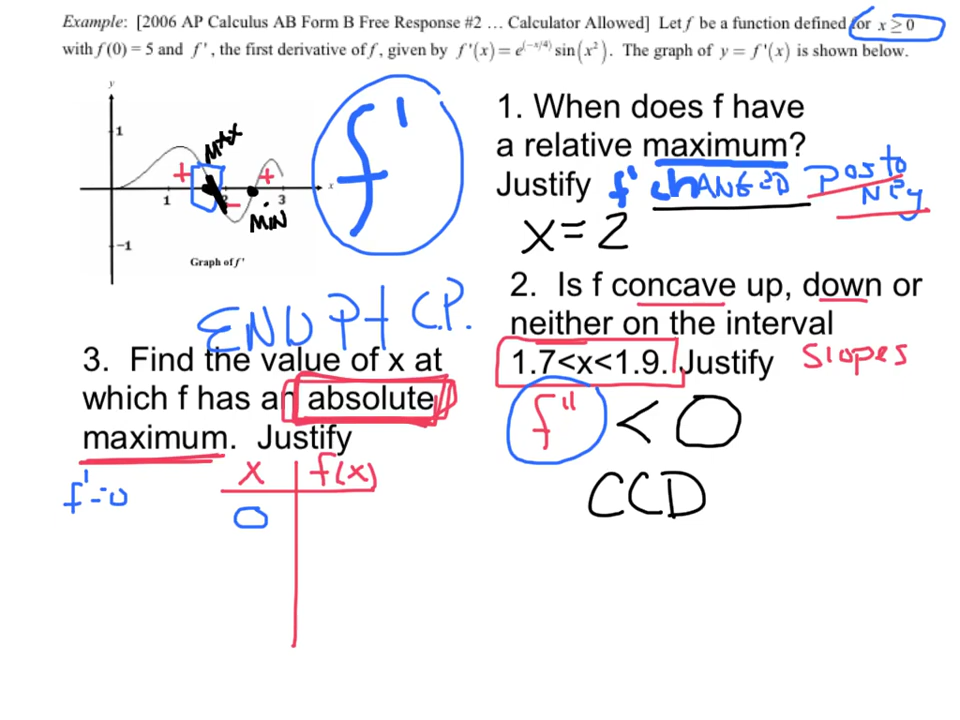 Example: [2006 AP Calculus AB Form B Free Response #2 … Calculator Allowed] Let f be a function defined for x ≥ 0
with f(0) = 5 and f', the first derivative of f, given by f'(x) = e^(-x/4) sin(x²). The graph of y = f'(x) is shown below.
y
1
MAX
+
+
x
1
2
3
-
MIN
-1
Graph of f'
f'
1. When does f have
a relative maximum?
Justify f' CHANGED pos to
Neg
x = 2
2. Is f concave up, down or
neither on the interval
1.7<x<1.9. Justify Slopes
f'' < 0
CCD
END Pt C.P.
3. Find the value of x at
which f has an absolute
maximum. Justify
f'=0
x f(x)
0